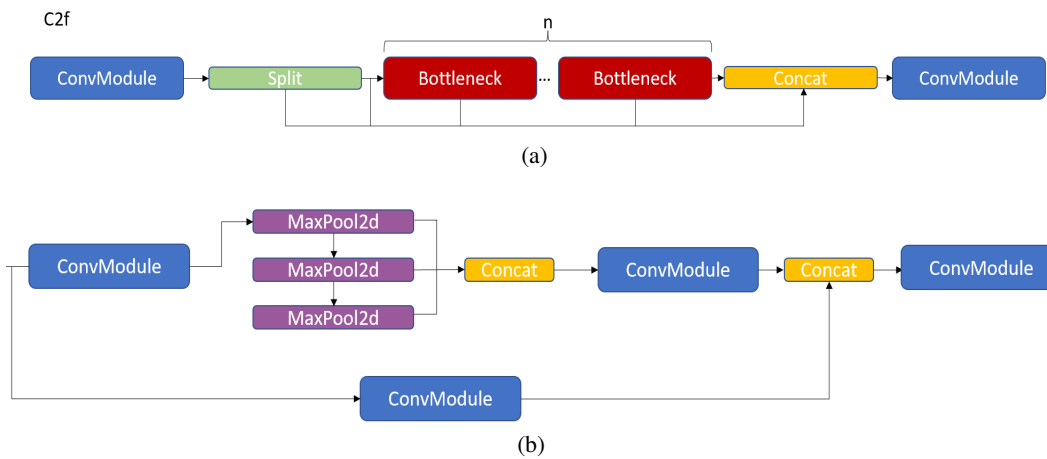 C2f
n
ConvModule Split Bottleneck ... Bottleneck Concat ConvModule
(a)
MaxPool2d
ConvModule MaxPool2d Concat ConvModule Concat ConvModule
MaxPool2d
ConvModule
(b)